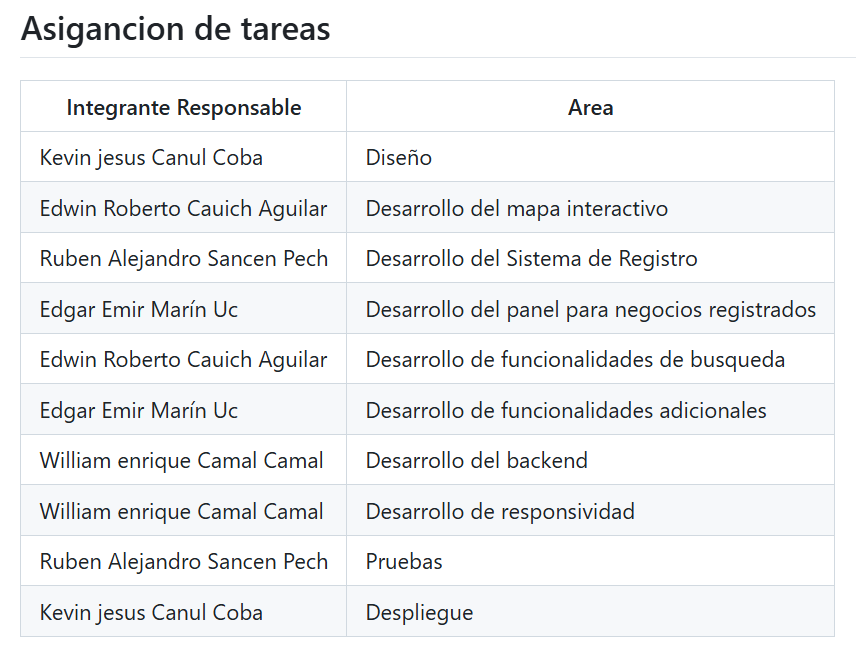 Asigancion de tareas
Integrante Responsable Area
Kevin jesus Canul Coba Diseño
Edwin Roberto Cauich Aguilar Desarrollo del mapa interactivo
Ruben Alejandro Sancen Pech Desarrollo del Sistema de Registro
Edgar Emir Marín Uc Desarrollo del panel para negocios registrados
Edwin Roberto Cauich Aguilar Desarrollo de funcionalidades de busqueda
Edgar Emir Marín Uc Desarrollo de funcionalidades adicionales
William enrique Camal Camal Desarrollo del backend
William enrique Camal Camal Desarrollo de responsividad
Ruben Alejandro Sancen Pech Pruebas
Kevin jesus Canul Coba Despliegue